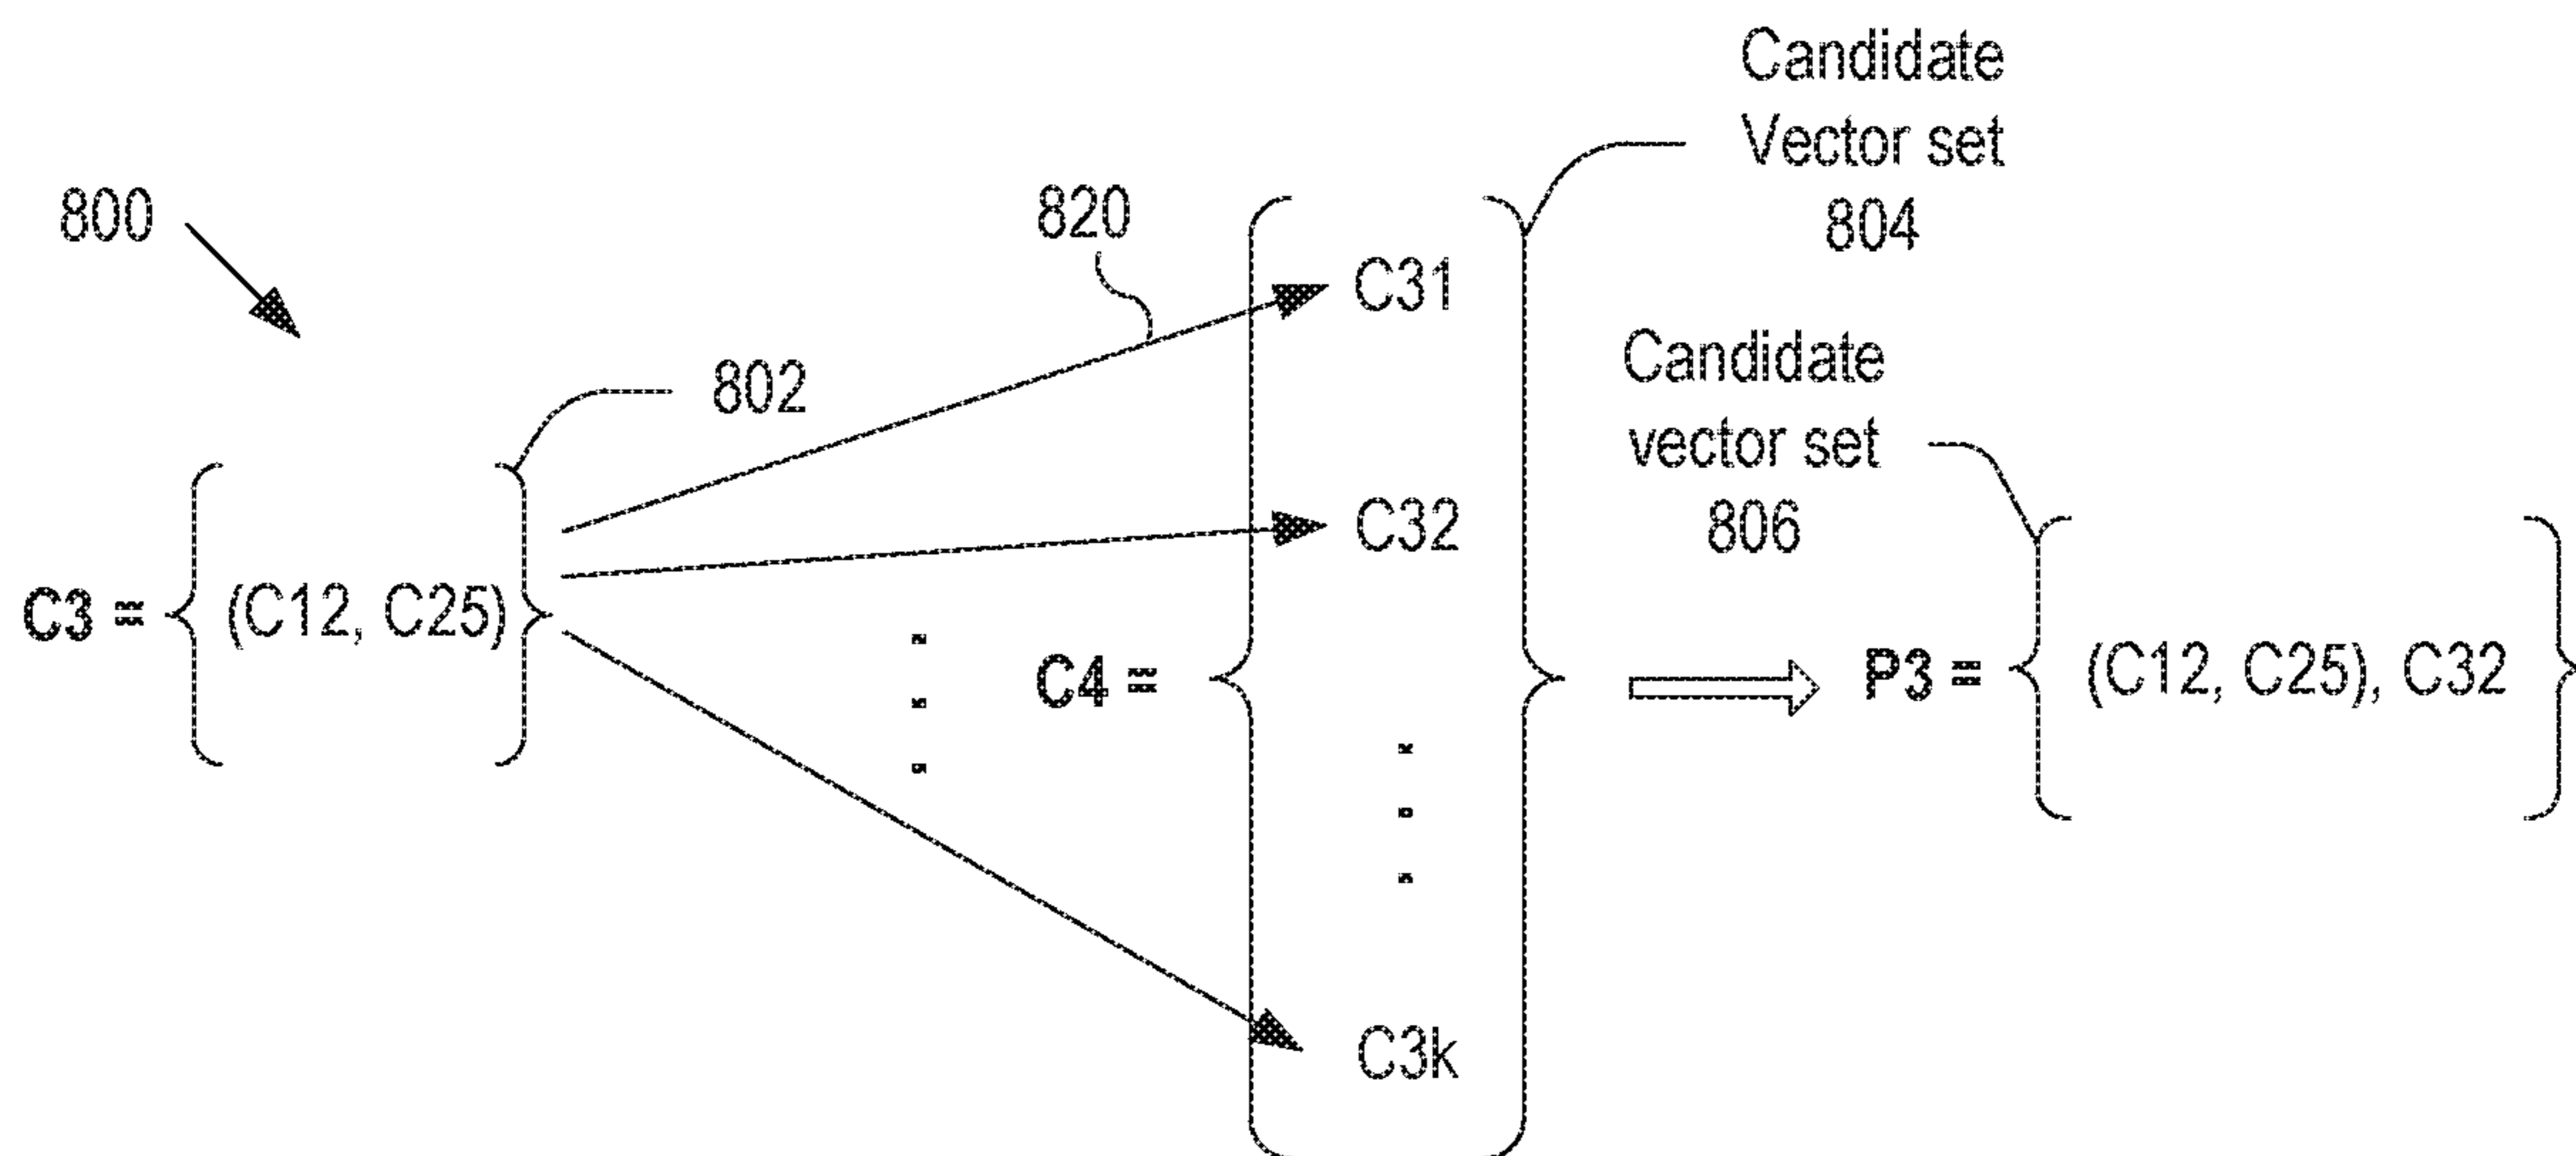 Candidate
Vector set
804
800
820
C31
802
Candidate
vector set
806
C32
C3 = { (C12, C25) }
C4 = {
P3 = { (C12, C25), C32 }
C3k